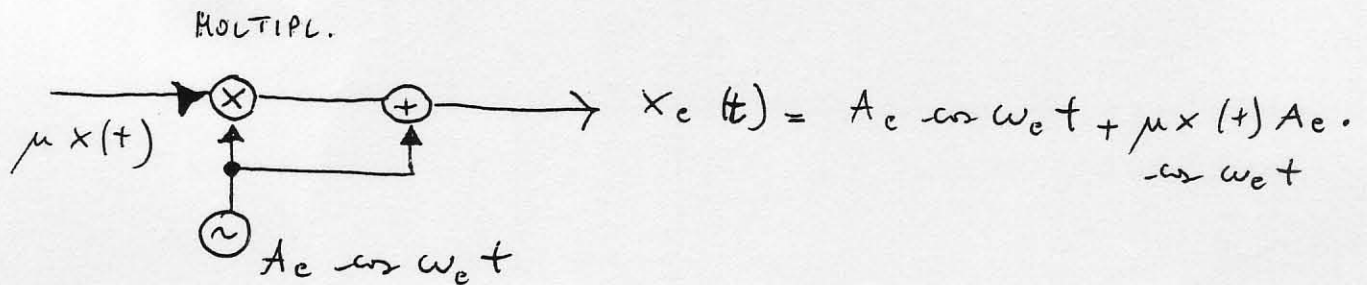 MOLTIPL.
μ x(t)
x_c (t) = A_c cos ω_c t + μ x (t) A_c .
cos ω_c t
A_c cos ω_c t